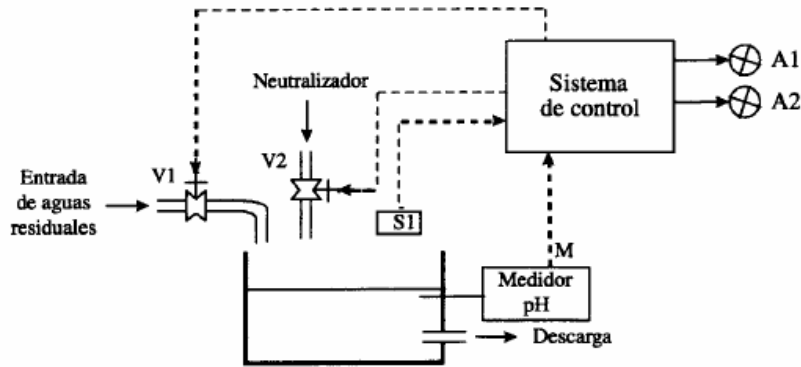 Sistema
de control
A1
A2
Neutralizador
V1
V2
Entrada
de aguas
residuales
S1
M
Medidor
pH
Descarga